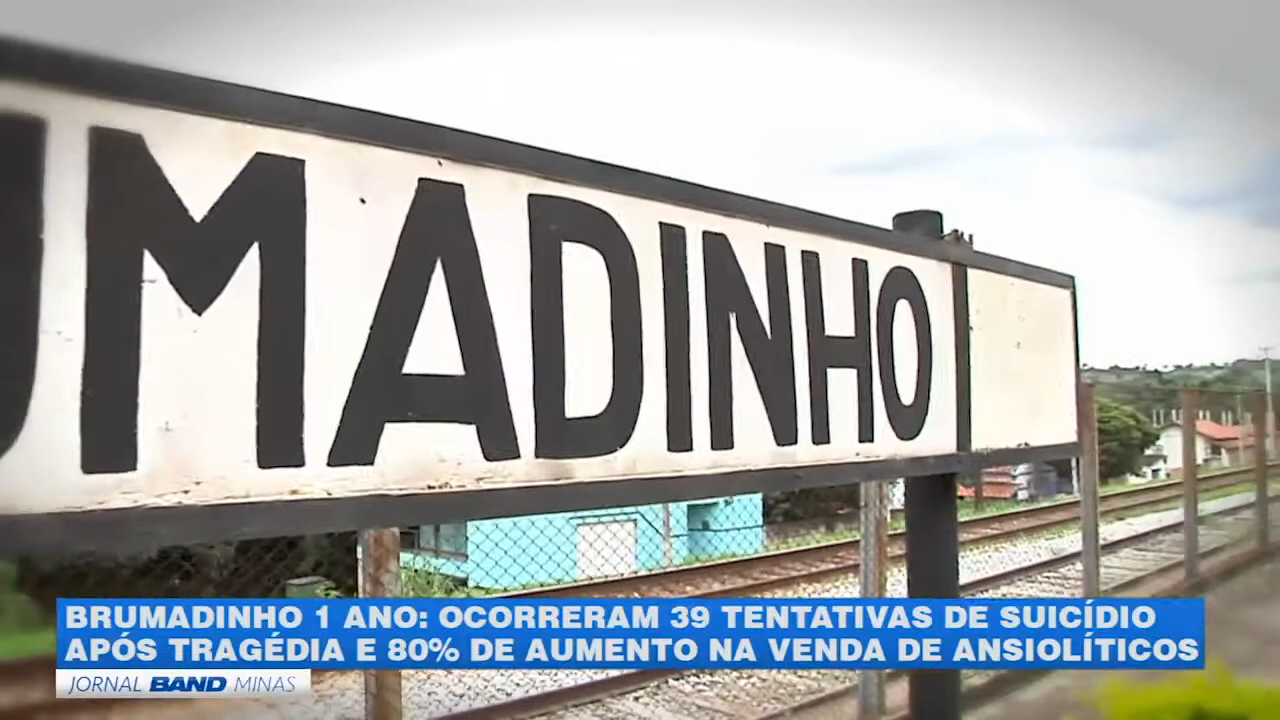 UMADINHO
BRUMADINHO 1 ANO: OCORRERAM 39 TENTATIVAS DE SUICÍDIO
APÓS TRAGÉDIA E 80% DE AUMENTO NA VENDA DE ANSIOLÍTICOS
JORNAL BAND MINAS